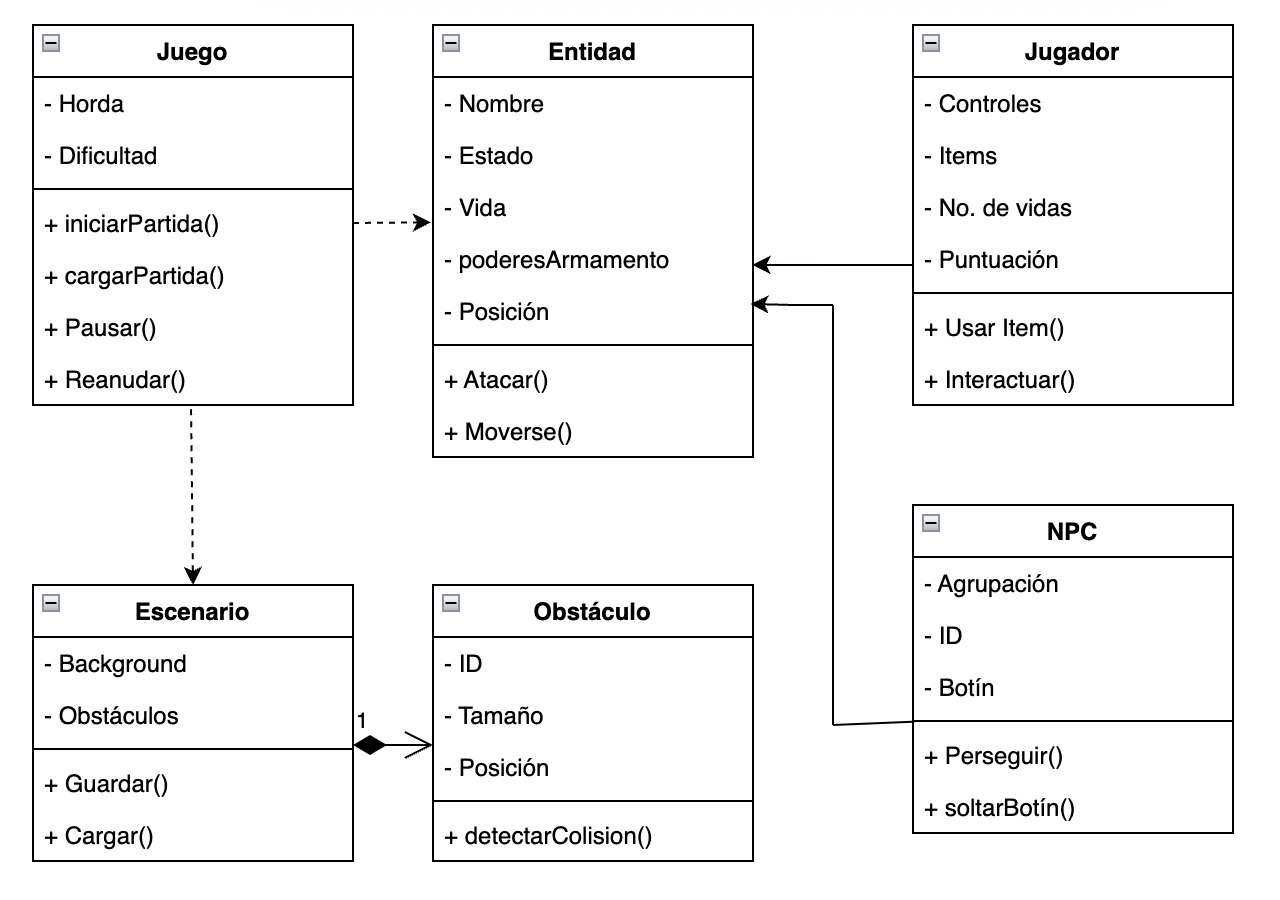 Juego
- Horda
- Dificultad
+ iniciarPartida()
+ cargarPartida()
+ Pausar()
+ Reanudar()
Entidad
- Nombre
- Estado
- Vida
- poderesArmamento
- Posición
+ Atacar()
+ Moverse()
Jugador
- Controles
- Items
- No. de vidas
- Puntuación
+ Usar Item()
+ Interactuar()
Escenario
- Background
- Obstáculos
+ Guardar()
+ Cargar()
1
Obstáculo
- ID
- Tamaño
- Posición
+ detectarColision()
NPC
- Agrupación
- ID
- Botín
+ Perseguir()
+ soltarBotín()